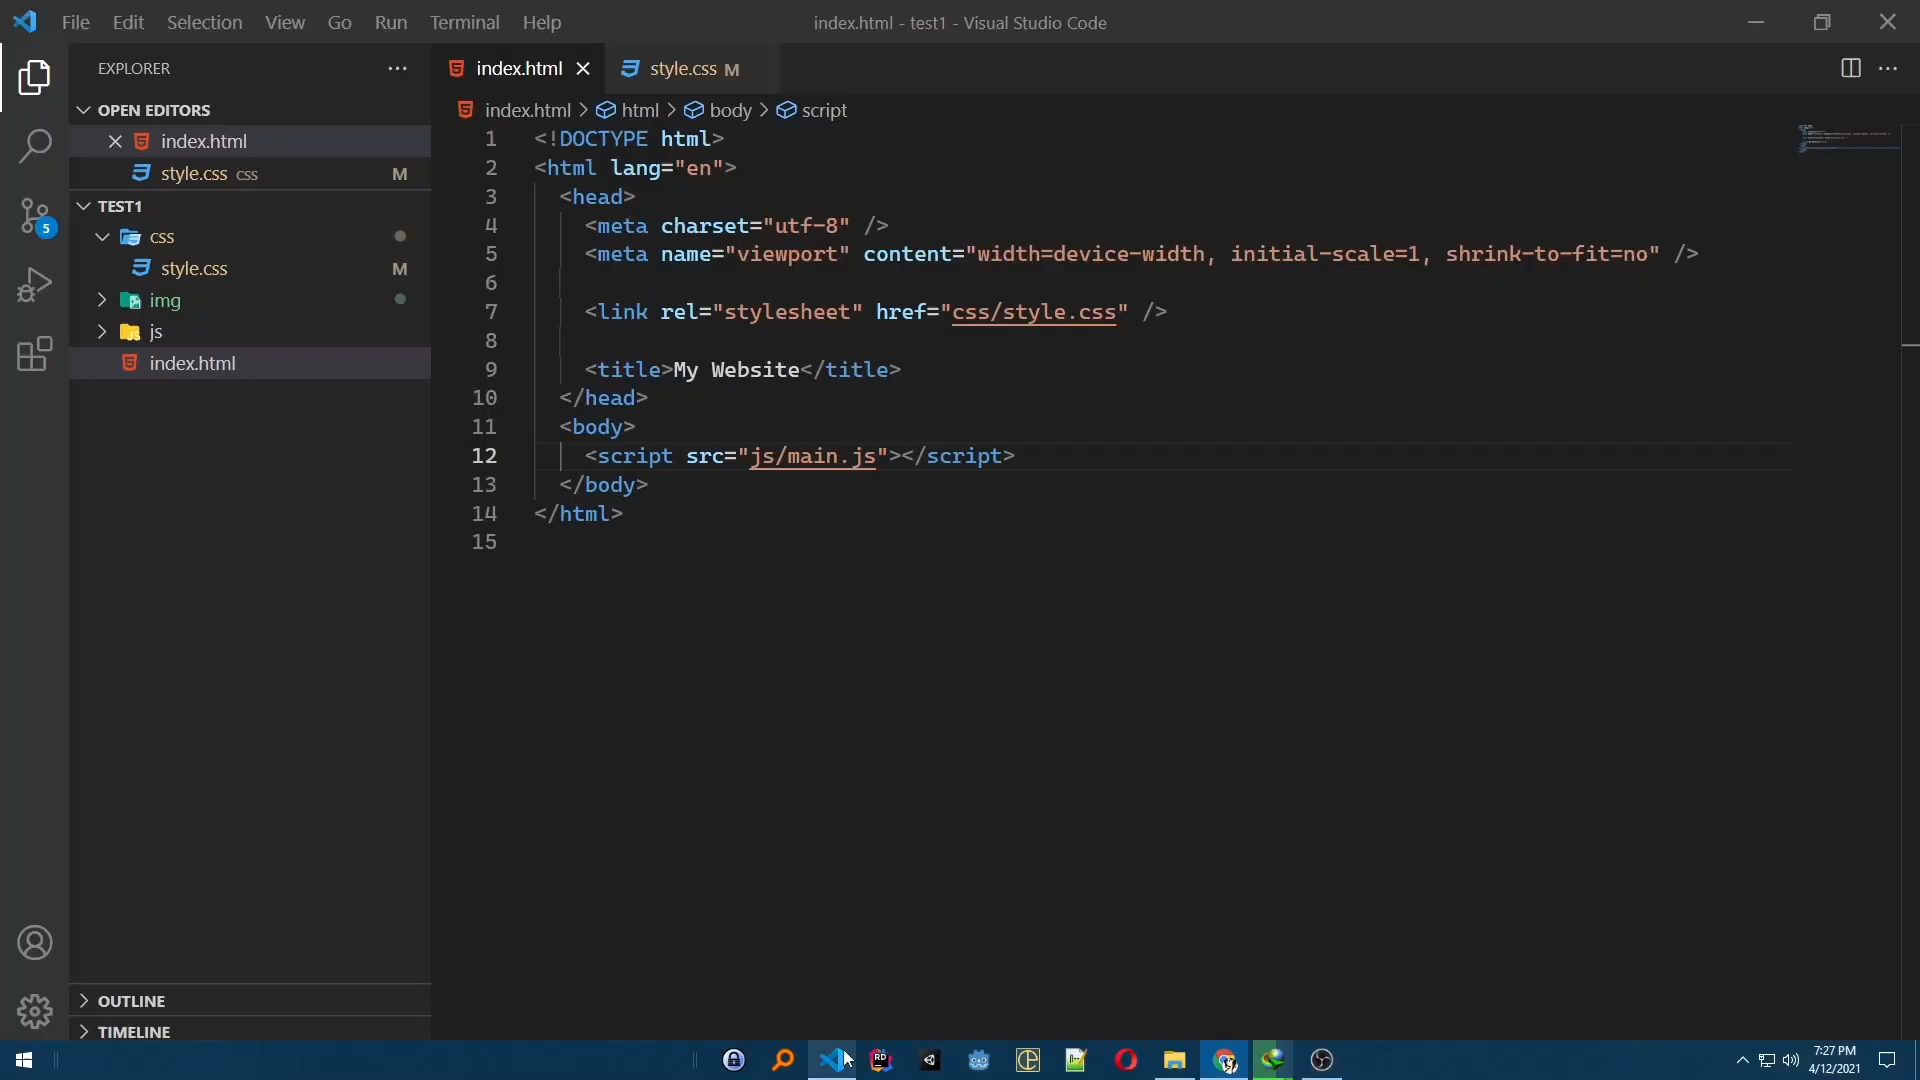 File Edit Selection View Go Run Terminal Help
index.html - test1 - Visual Studio Code
EXPLORER
OPEN EDITORS
index.html
style.css css M
TEST1
css
style.css M
img
js
index.html
OUTLINE
TIMELINE
5
index.html
style.css M
index.html > html > body > script
1 <!DOCTYPE html>
2 <html lang="en">
3 <head>
4 <meta charset="utf-8" />
5 <meta name="viewport" content="width=device-width, initial-scale=1, shrink-to-fit=no" />
6
7 <link rel="stylesheet" href="css/style.css" />
8
9 <title>My Website</title>
10 </head>
11 <body>
12 <script src="js/main.js"></script>
13 </body>
14 </html>
15
RD
7:27 PM
4/12/2021